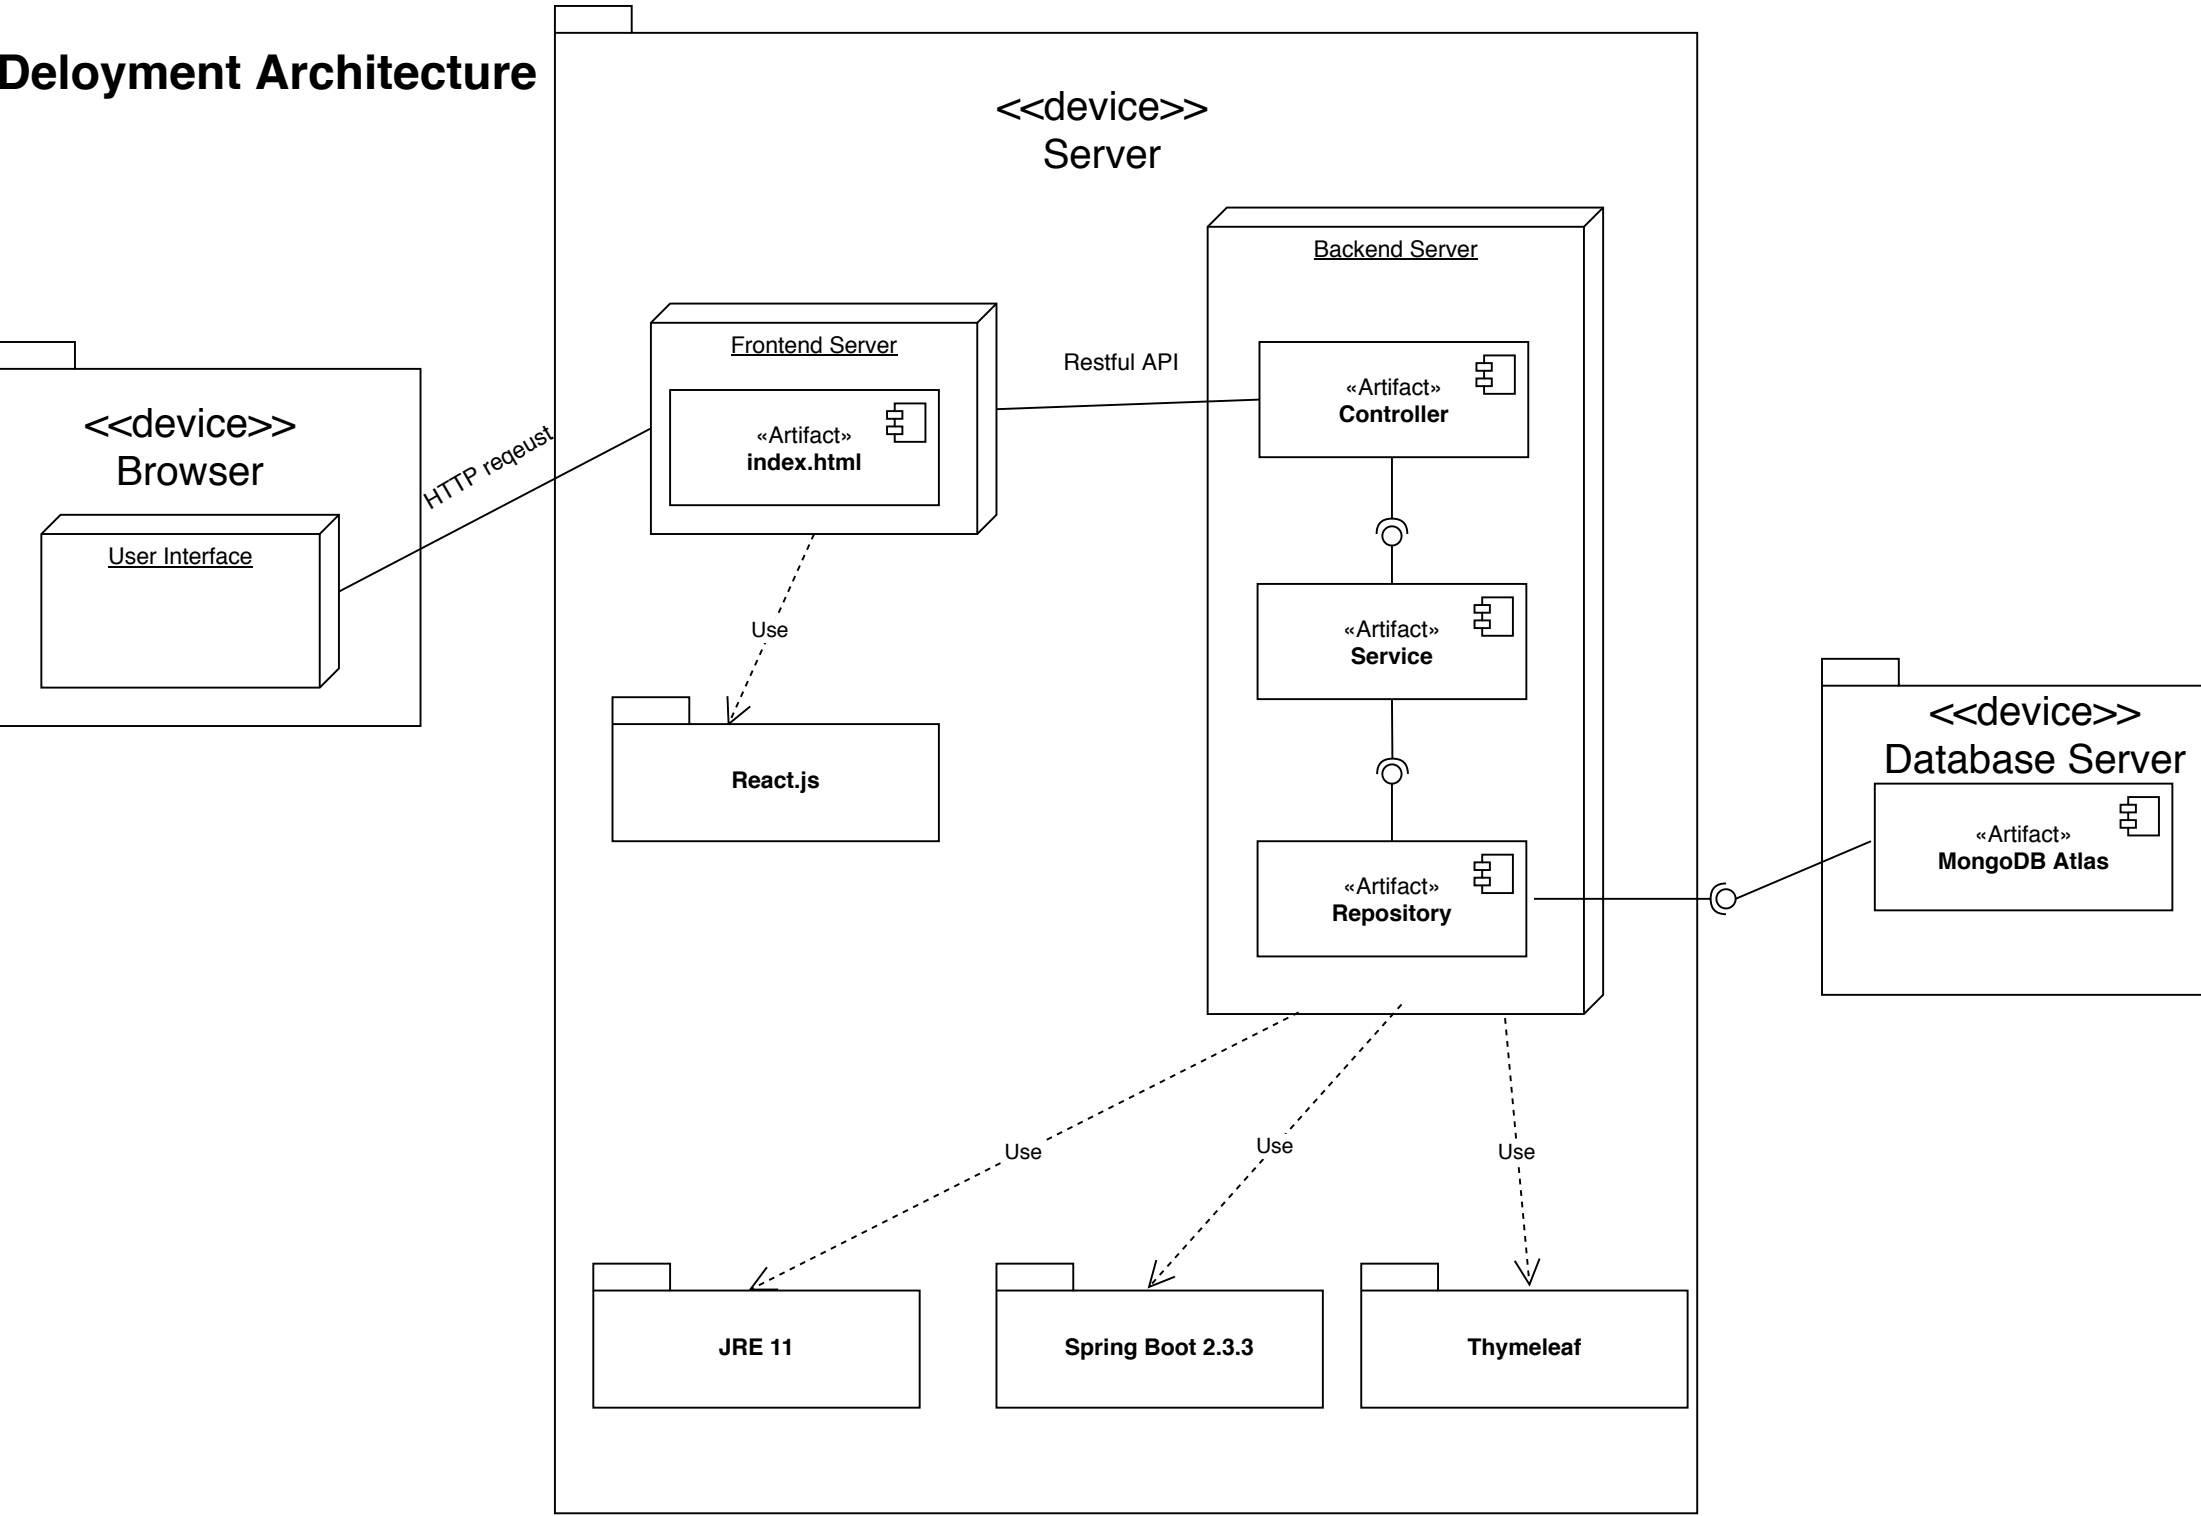 Deloyment Architecture
<<device>>
Server
Backend Server
Frontend Server
Restful API
«Artifact»
Controller
<<device>>
Browser
HTTP reqeust
«Artifact»
index.html
User Interface
Use
«Artifact»
Service
React.js
<<device>>
Database Server
«Artifact»
MongoDB Atlas
«Artifact»
Repository
Use
Use
Use
JRE 11
Spring Boot 2.3.3
Thymeleaf